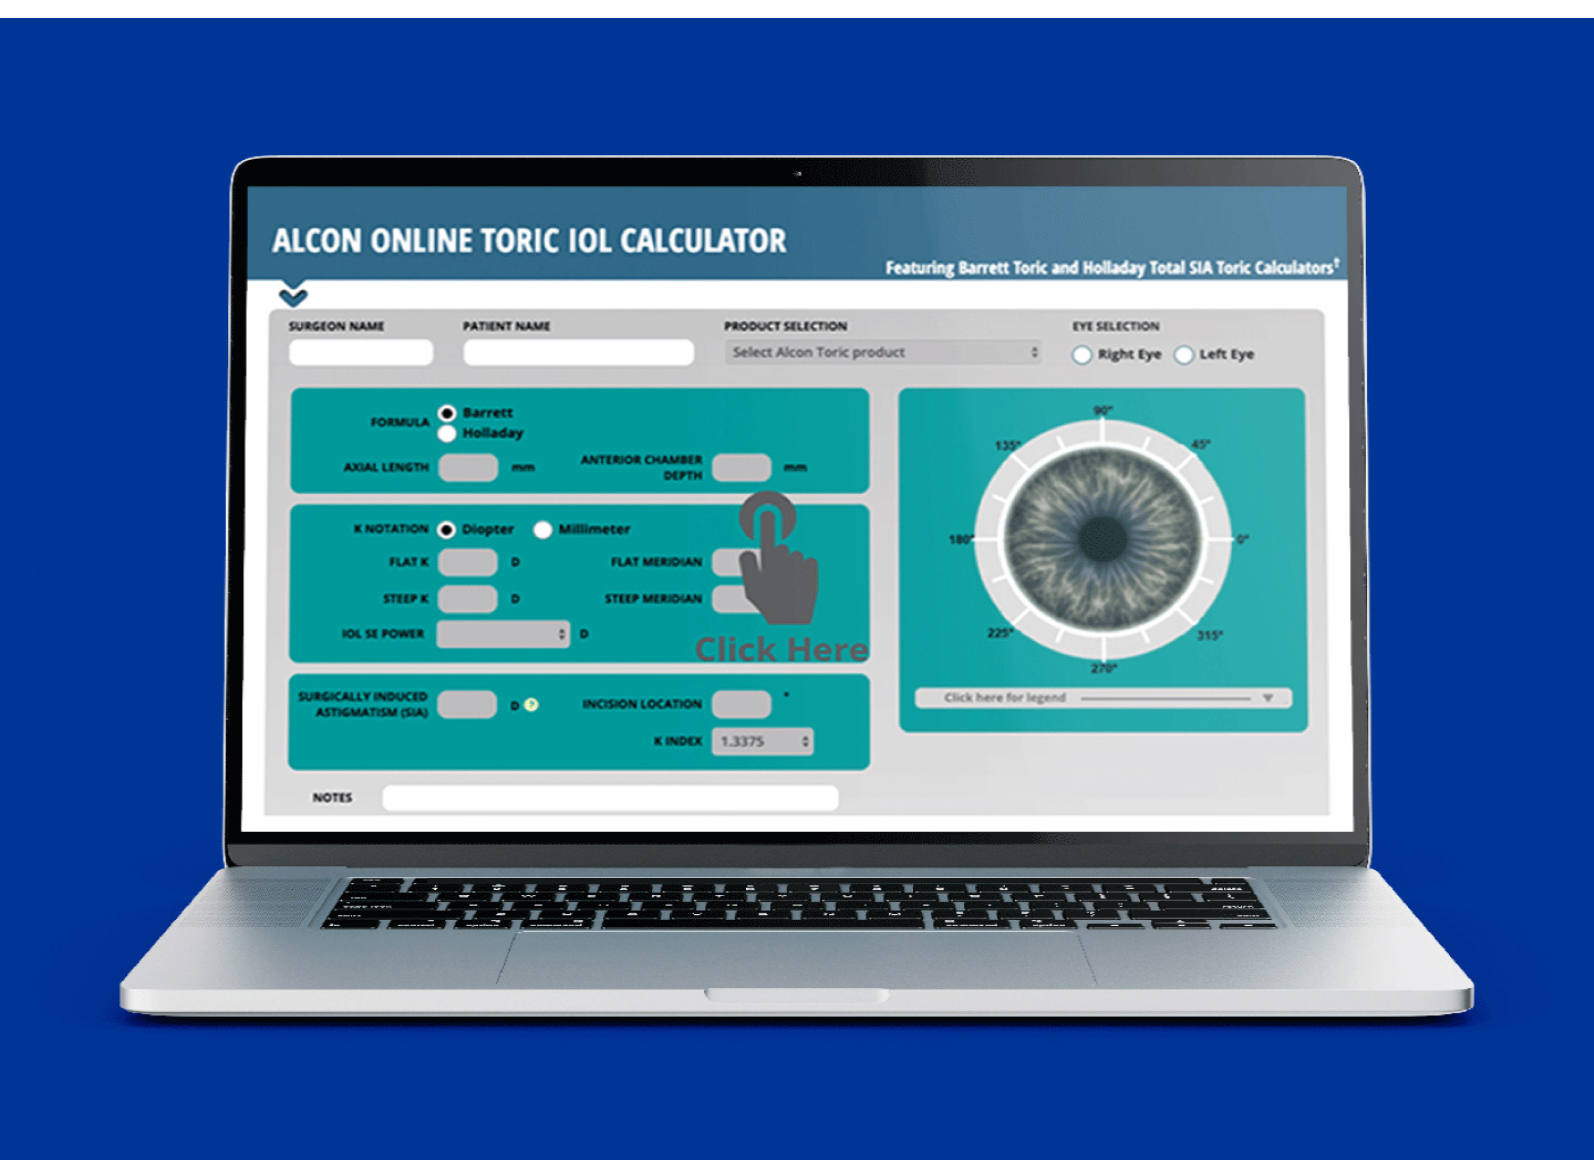 ALCON ONLINE TORIC IOL CALCULATOR
Featuring Barrett Toric and Holladay Total SIA Toric Calculators†
SURGEON NAME PATIENT NAME PRODUCT SELECTION EYE SELECTION
Select Alcon Toric product Right Eye Left Eye
FORMULA Barrett
Holladay
AXIAL LENGTH mm ANTERIOR CHAMBER DEPTH mm
K NOTATION Diopter Millimeter
FLAT K D FLAT MERIDIAN
STEEP K D STEEP MERIDIAN
IOL SE POWER D
Click Here
SURGICALLY INDUCED ASTIGMATISM (SIA) D ? INCISION LOCATION °
K INDEX 1.3375
NOTES
90°
135° 45°
180° 0°
225° 315°
270°
Click here for legend